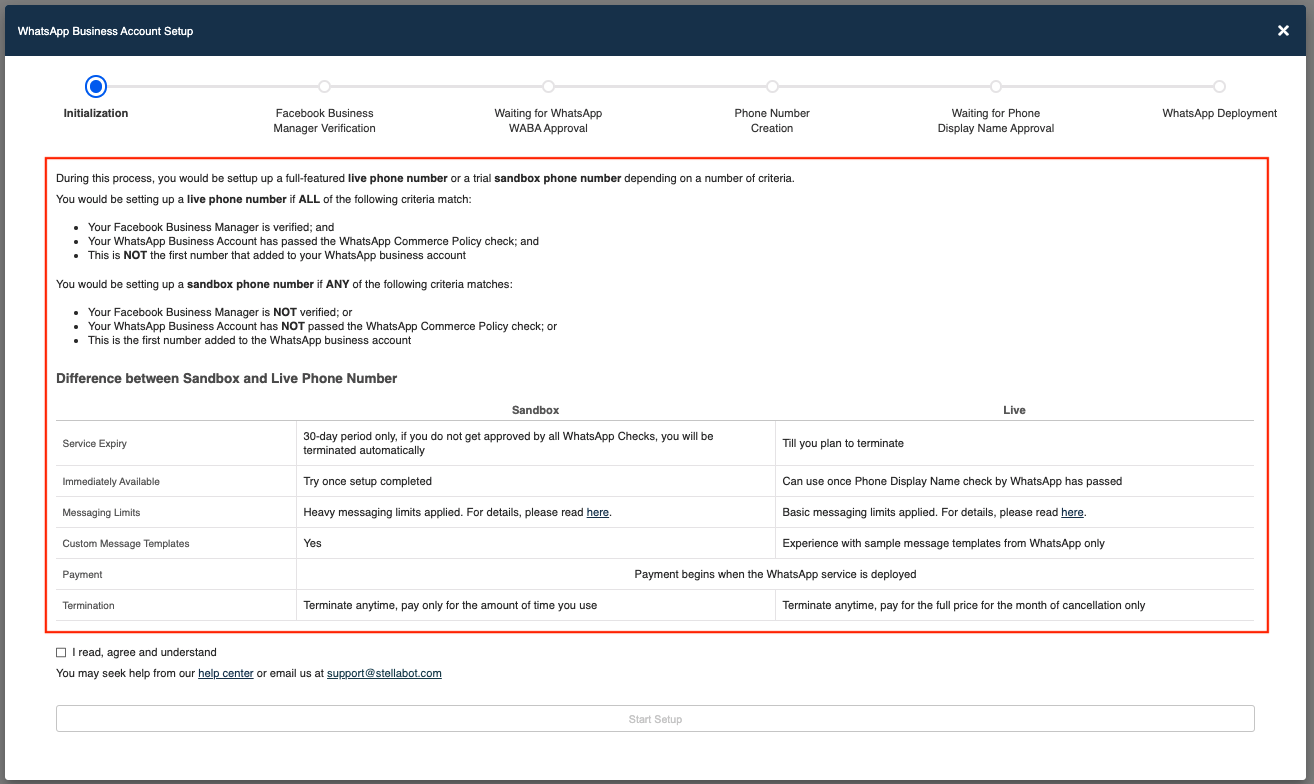 WhatsApp Business Account Setup
Initialization
Facebook Business
Manager Verification
Waiting for WhatsApp
WABA Approval
Phone Number
Creation
Waiting for Phone
Display Name Approval
WhatsApp Deployment
During this process, you would be settup up a full-featured live phone number or a trial sandbox phone number depending on a number of criteria.
You would be setting up a live phone number if ALL of the following criteria match:
• Your Facebook Business Manager is verified; and
• Your WhatsApp Business Account has passed the WhatsApp Commerce Policy check; and
• This is NOT the first number that added to your WhatsApp business account
You would be setting up a sandbox phone number if ANY of the following criteria matches:
• Your Facebook Business Manager is NOT verified; or
• Your WhatsApp Business Account has NOT passed the WhatsApp Commerce Policy check; or
• This is the first number added to the WhatsApp business account
Difference between Sandbox and Live Phone Number
Sandbox Live
Service Expiry
30-day period only, if you do not get approved by all WhatsApp Checks, you will be
terminated automatically
Till you plan to terminate
Immediately Available Try once setup completed Can use once Phone Display Name check by WhatsApp has passed
Messaging Limits Heavy messaging limits applied. For details, please read here. Basic messaging limits applied. For details, please read here.
Custom Message Templates Yes Experience with sample message templates from WhatsApp only
Payment Payment begins when the WhatsApp service is deployed
Termination Terminate anytime, pay only for the amount of time you use Terminate anytime, pay for the full price for the month of cancellation only
I read, agree and understand
You may seek help from our help center or email us at support@stellabot.com
Start Setup